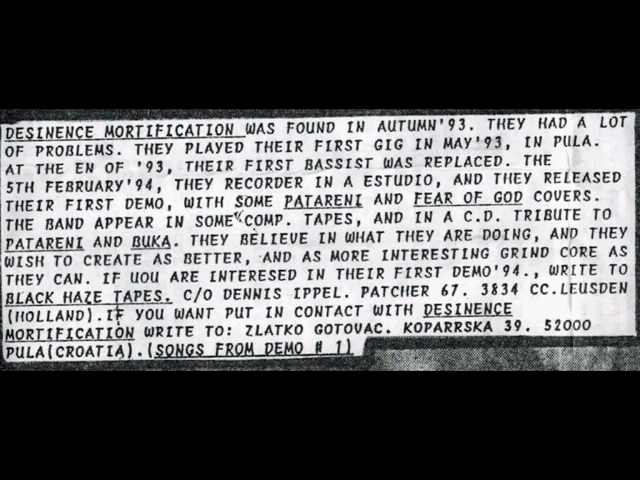 DESINENCE MORTIFICATION WAS FOUND IN AUTUMN'93. THEY HAD A LOT
OF PROBLEMS. THEY PLAYED THEIR FIRST GIG IN MAY'93, IN PULA.
AT THE EN OF '93, THEIR FIRST BASSIST WAS REPLACED. THE
5TH FEBRUARY'94, THEY RECORDER IN A ESTUDIO, AND THEY RELEASED
THEIR FIRST DEMO, WITH SOME PATARENI AND FEAR OF GOD COVERS.
THE BAND APPEAR IN SOME COMP. TAPES, AND IN A C.D. TRIBUTE TO
PATARENI AND BUKA. THEY BELIEVE IN WHAT THEY ARE DOING, AND THEY
WISH TO CREATE AS BETTER, AND AS MORE INTERESTING GRIND CORE AS
THEY CAN. IF UOU ARE INTERESED IN THEIR FIRST DEMO'94., WRITE TO
BLACK HAZE TAPES. C/O DENNIS IPPEL. PATCHER 67. 3834 CC.LEUSDEN
(HOLLAND).IF YOU WANT PUT IN CONTACT WITH DESINENCE
MORTIFICATION WRITE TO: ZLATKO GOTOVAC. KOPARRSKA 39. 52000
PULA(CROATIA).(SONGS FROM DEMO # 1)